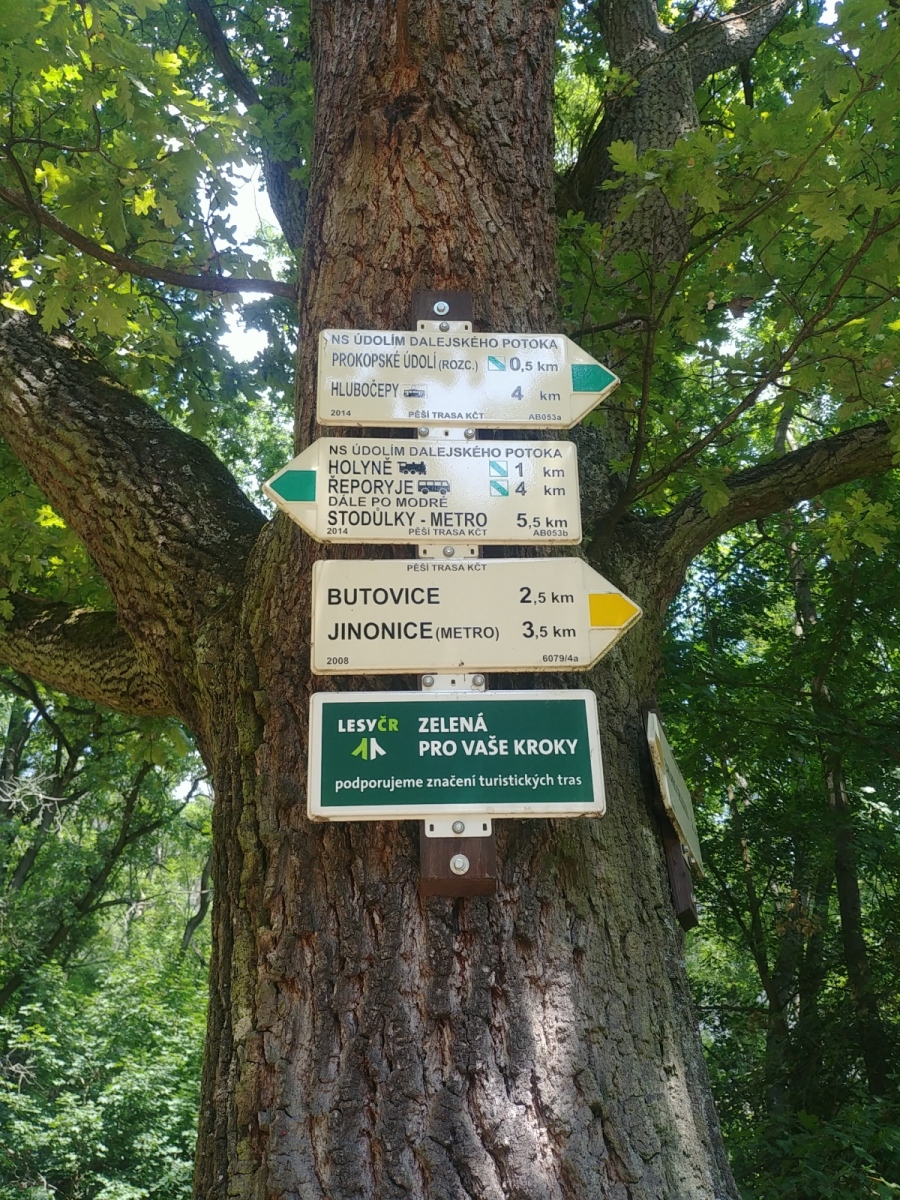 NS ÚDOLÍM DALEJSKÉHO POTOKA
PROKOPSKÉ ÚDOLÍ (ROZC.) 0,5 km
HLUBOČEPY 4 km
2014 PĚŠÍ TRASA KČT AB053a
NS ÚDOLÍM DALEJSKÉHO POTOKA
HOLYNĚ 1 km
ŘEPORYJE 4 km
DÁLE PO MODRÉ
STODŮLKY - METRO 5,5 km
2014 PĚŠÍ TRASA KČT AB053b
PĚŠÍ TRASA KČT
BUTOVICE 2,5 km
JINONICE (METRO) 3,5 km
2008 6079/4a
LESYČR ZELENÁ
PRO VAŠE KROKY
podporujeme značení turistických tras